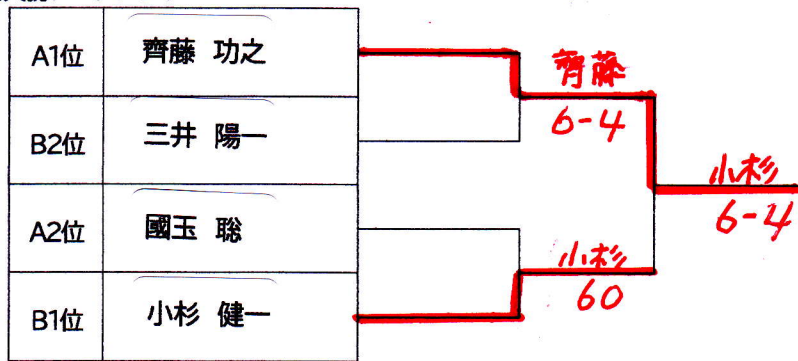 A1位 齊藤 功之
齊藤
6-4
B2位 三井 陽一
小杉
6-4
A2位 國玉 聡
小杉
60
B1位 小杉 健一